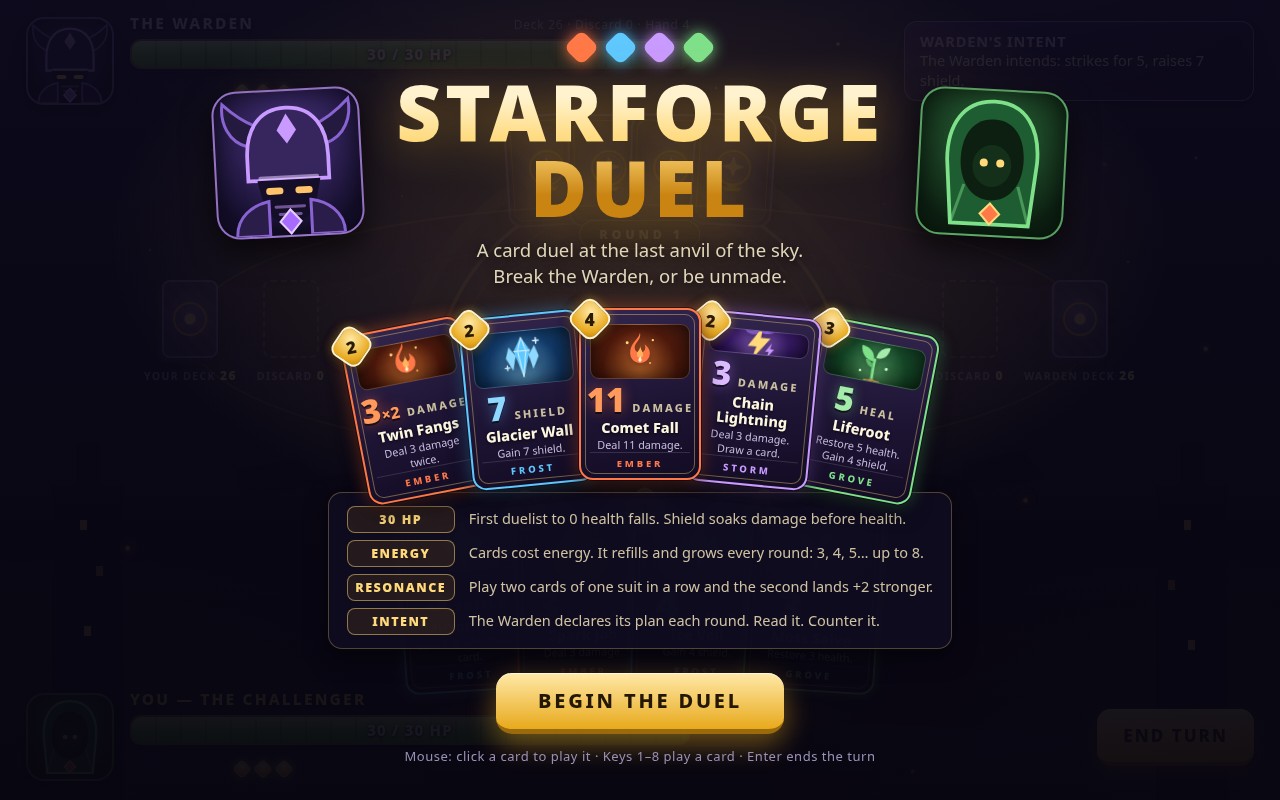 THE WARDEN
Deck 26 · Discard 0 · Hand 4
30 / 30 HP
WARDEN'S INTENT
The Warden intends: strikes for 5, raises 7
shield.
STARFORGE
DUEL
ROUND 1
A card duel at the last anvil of the sky.
Break the Warden, or be unmade.
YOUR DECK 26
DISCARD 0
DISCARD 0
WARDEN DECK 26
2
3×2 DAMAGE
Twin Fangs
Deal 3 damage
twice.
EMBER
2
7 SHIELD
Glacier Wall
Gain 7 shield.
FROST
4
11 DAMAGE
Comet Fall
Deal 11 damage.
EMBER
2
3 DAMAGE
Chain
Lightning
Deal 3 damage.
Draw a card.
STORM
3
5 HEAL
Liferoot
Restore 5 health.
Gain 4 shield.
GROVE
30 HP
First duelist to 0 health falls. Shield soaks damage before health.
ENERGY
Cards cost energy. It refills and grows every round: 3, 4, 5… up to 8.
RESONANCE
Play two cards of one suit in a row and the second lands +2 stronger.
INTENT
The Warden declares its plan each round. Read it. Counter it.
FROST
GROVE
YOU — THE CHALLENGER
30 / 30 HP
BEGIN THE DUEL
END TURN
Mouse: click a card to play it · Keys 1–8 play a card · Enter ends the turn